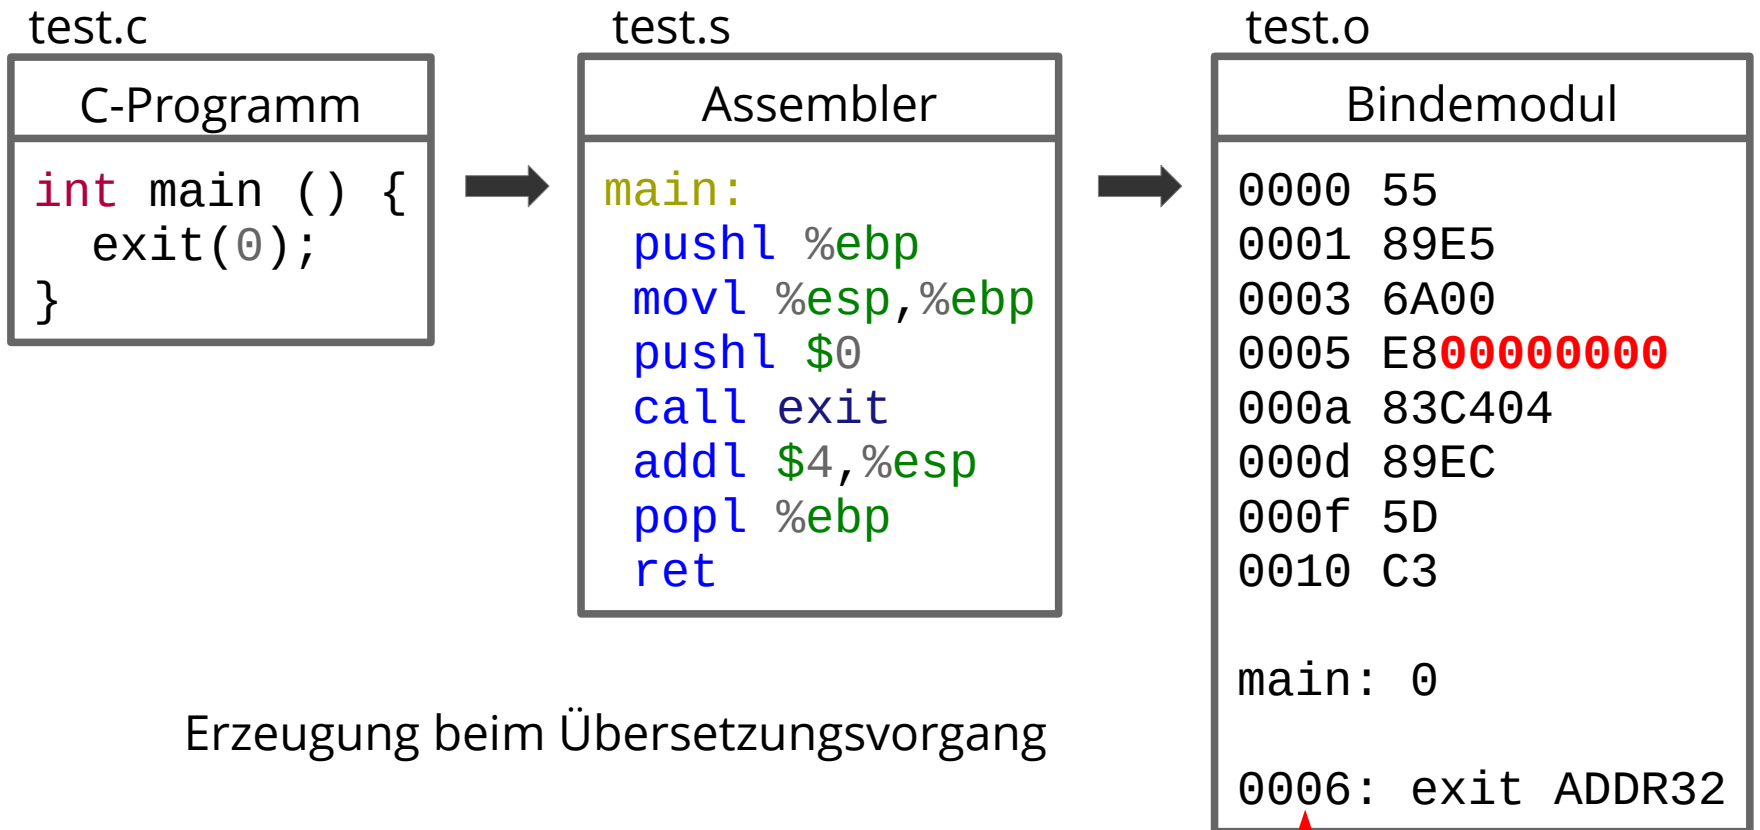 test.c
C-Programm
int main () {
  exit(0);
}
test.s
Assembler
main:
 pushl %ebp
 movl %esp,%ebp
 pushl $0
 call exit
 addl $4,%esp
 popl %ebp
 ret
test.o
Bindemodul
0000 55
0001 89E5
0003 6A00
0005 E800000000
000a 83C404
000d 89EC
000f 5D
0010 C3
main: 0
0006: exit ADDR32
Erzeugung beim Übersetzungsvorgang